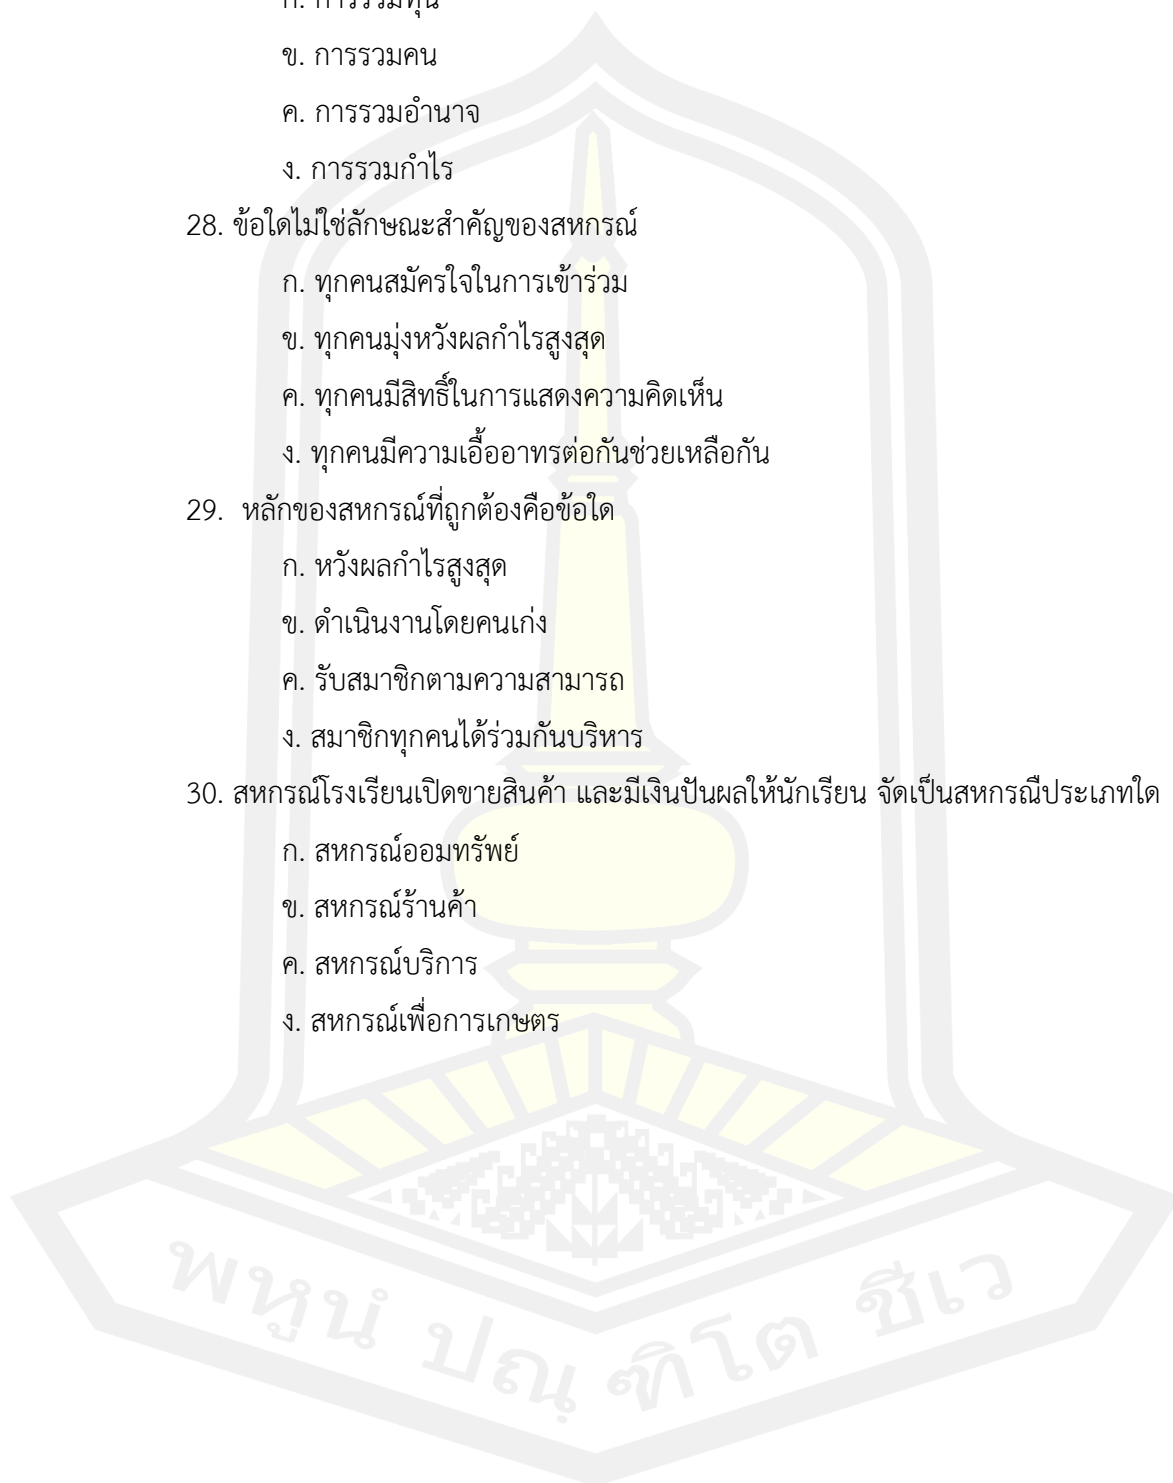 ก. การรวมทุน
ข. การรวมคน
ค. การรวมอำนาจ
ง. การรวมกำไร
28. ข้อใดไม่ใช่ลักษณะสำคัญของสหกรณ์
ก. ทุกคนสมัครใจในการเข้าร่วม
ข. ทุกคนมุ่งหวังผลกำไรสูงสุด
ค. ทุกคนมีสิทธิ์ในการแสดงความคิดเห็น
ง. ทุกคนมีความเอื้ออาทรต่อกันช่วยเหลือกัน
29. หลักของสหกรณ์ที่ถูกต้องคือข้อใด
ก. หวังผลกำไรสูงสุด
ข. ดำเนินงานโดยคนเก่ง
ค. รับสมาชิกตามความสามารถ
ง. สมาชิกทุกคนได้ร่วมกันบริหาร
30. สหกรณ์โรงเรียนเปิดขายสินค้า และมีเงินปันผลให้นักเรียน จัดเป็นสหกรณืประเภทใด
ก. สหกรณ์ออมทรัพย์
ข. สหกรณ์ร้านค้า
ค. สหกรณ์บริการ
ง. สหกรณ์เพื่อการเกษตร
พหูนํ ปณฺฑิโต ชีเว